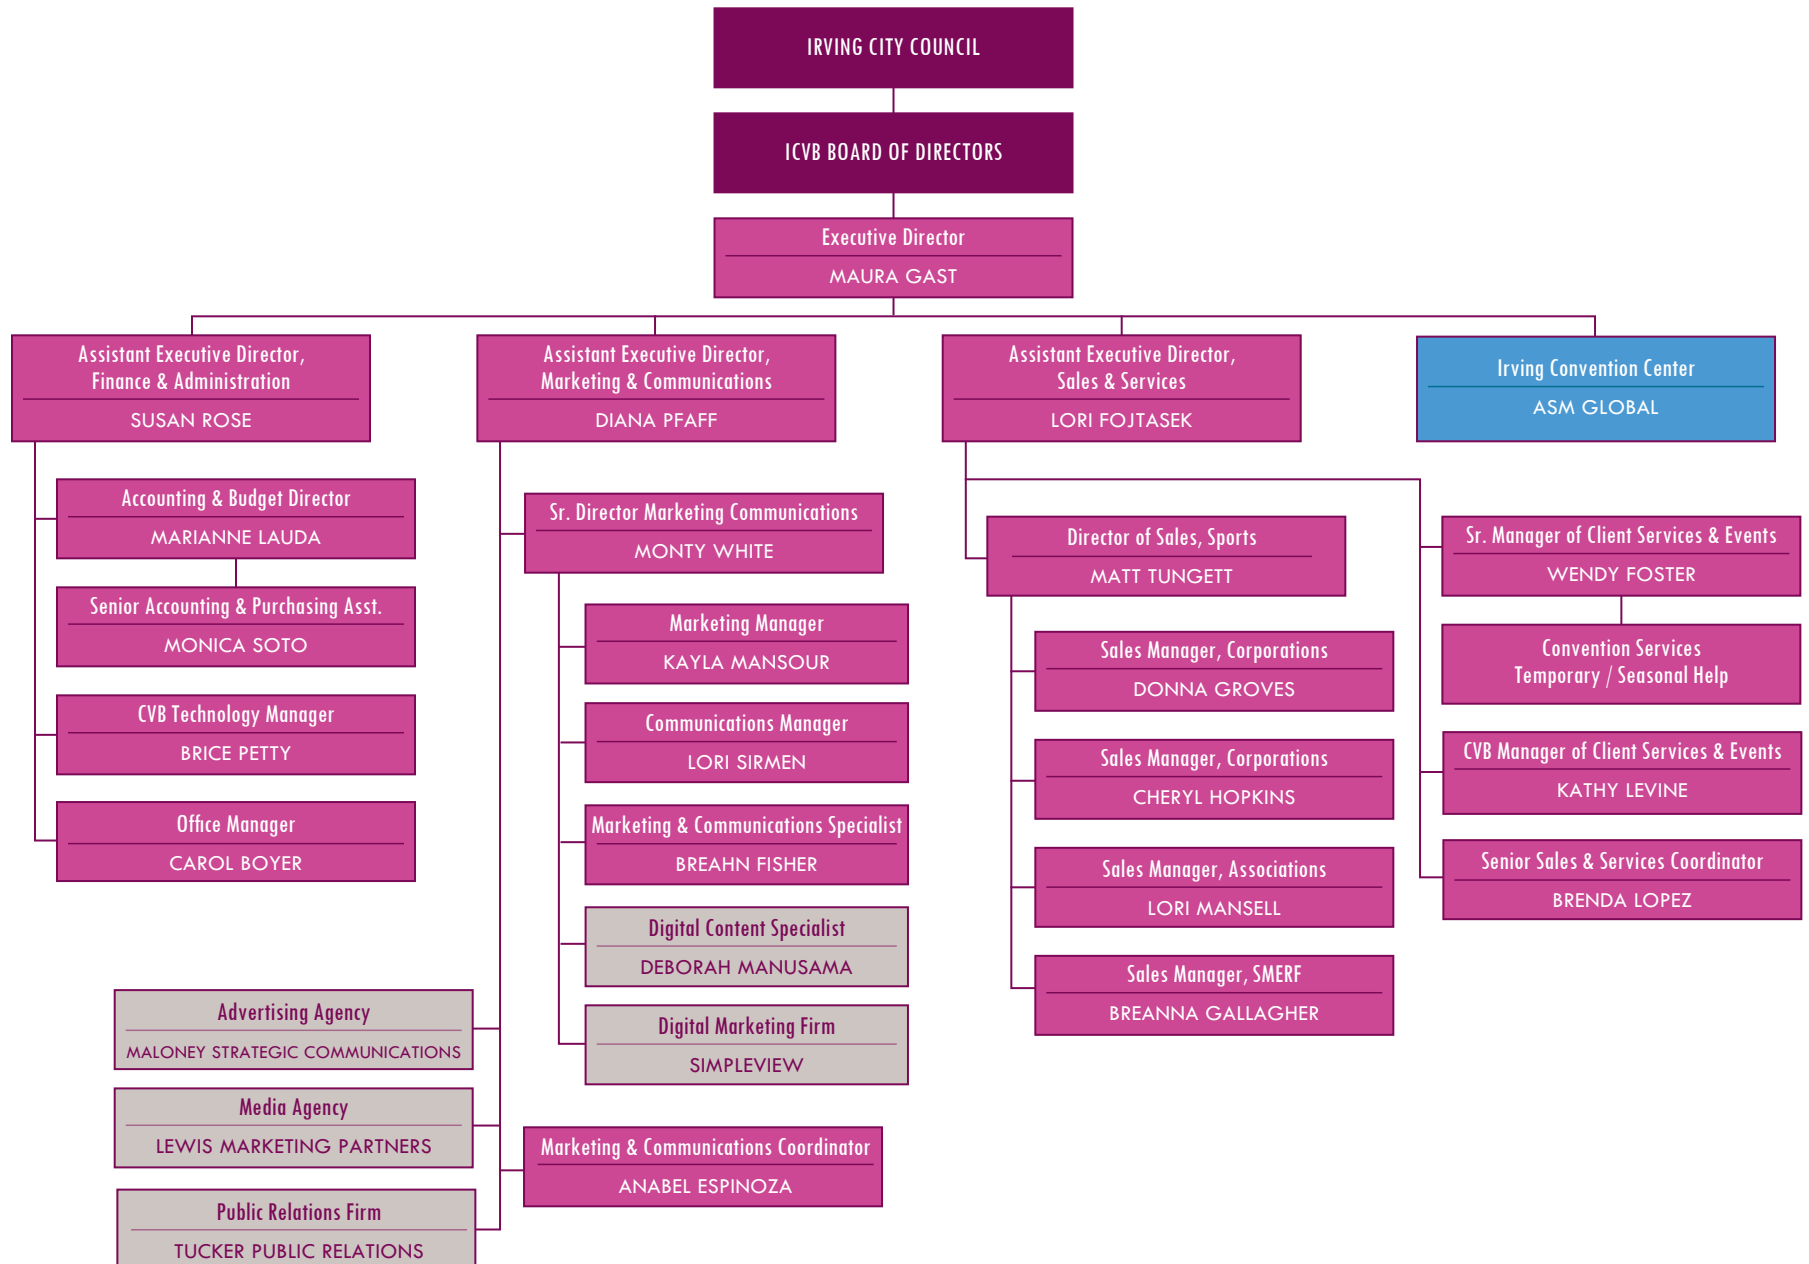 IRVING CITY COUNCIL
ICVB BOARD OF DIRECTORS
Executive Director
MAURA GAST
Assistant Executive Director,
Finance & Administration
SUSAN ROSE
Accounting & Budget Director
MARIANNE LAUDA
Senior Accounting & Purchasing Asst.
MONICA SOTO
CVB Technology Manager
BRICE PETTY
Office Manager
CAROL BOYER
Assistant Executive Director,
Marketing & Communications
DIANA PFAFF
Sr. Director Marketing Communications
MONTY WHITE
Marketing Manager
KAYLA MANSOUR
Communications Manager
LORI SIRMEN
Marketing & Communications Specialist
BREAHN FISHER
Digital Content Specialist
DEBORAH MANUSAMA
Digital Marketing Firm
SIMPLEVIEW
Advertising Agency
MALONEY STRATEGIC COMMUNICATIONS
Media Agency
LEWIS MARKETING PARTNERS
Public Relations Firm
TUCKER PUBLIC RELATIONS
Marketing & Communications Coordinator
ANABEL ESPINOZA
Assistant Executive Director,
Sales & Services
LORI FOJTASEK
Director of Sales, Sports
MATT TUNGETT
Sales Manager, Corporations
DONNA GROVES
Sales Manager, Corporations
CHERYL HOPKINS
Sales Manager, Associations
LORI MANSELL
Sales Manager, SMERF
BREANNA GALLAGHER
Sr. Manager of Client Services & Events
WENDY FOSTER
Convention Services
Temporary / Seasonal Help
CVB Manager of Client Services & Events
KATHY LEVINE
Senior Sales & Services Coordinator
BRENDA LOPEZ
Irving Convention Center
ASM GLOBAL